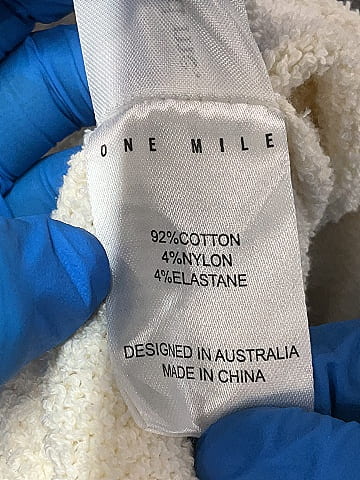 ONE MILE
92%COTTON
4%NYLON
4%ELASTANE
DESIGNED IN AUSTRALIA
MADE IN CHINA